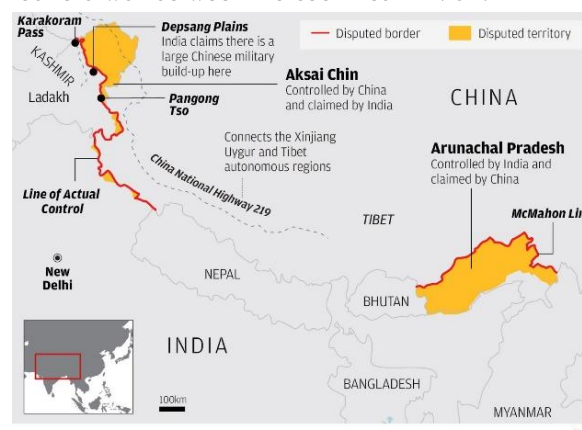 Karakoram
Pass
Depsang Plains
India claims there is a
large Chinese military
build-up here
Disputed border
Disputed territory
KASHMIR
Ladakh
Pangong
Tso
Aksai Chin
Controlled by China
and claimed by India
CHINA
Connects the Xinjiang
Uygur and Tibet
autonomous regions
Arunachal Pradesh
Controlled by India and
claimed by China
China National Highway 219
Line of Actual
Control
TIBET
McMahon Lin
New
Delhi
NEPAL
BHUTAN
INDIA
BANGLADESH
100km
MYANMAR